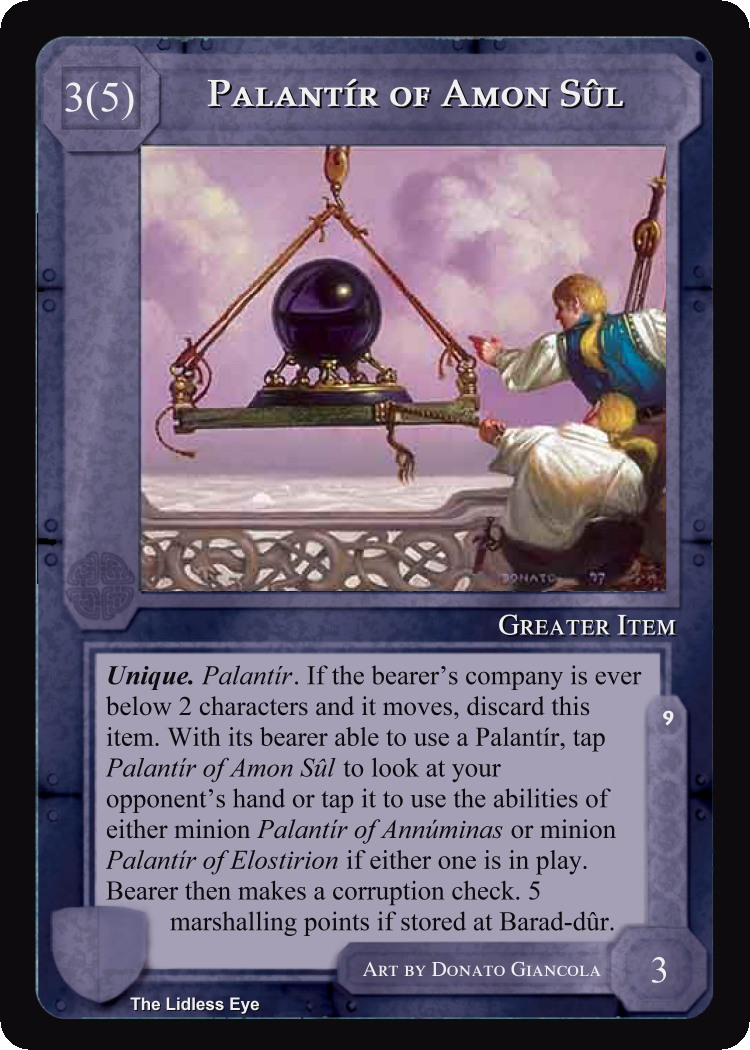 3(5)
Palantír of Amon Sûl
DONATO 97
Greater Item
Unique. Palantír. If the bearer's company is ever
below 2 characters and it moves, discard this
item. With its bearer able to use a Palantír, tap
Palantír of Amon Sûl to look at your
opponent's hand or tap it to use the abilities of
either minion Palantír of Annúminas or minion
Palantír of Elostirion if either one is in play.
Bearer then makes a corruption check. 5
marshalling points if stored at Barad-dûr.
9
Art by Donato Giancola
3
The Lidless Eye